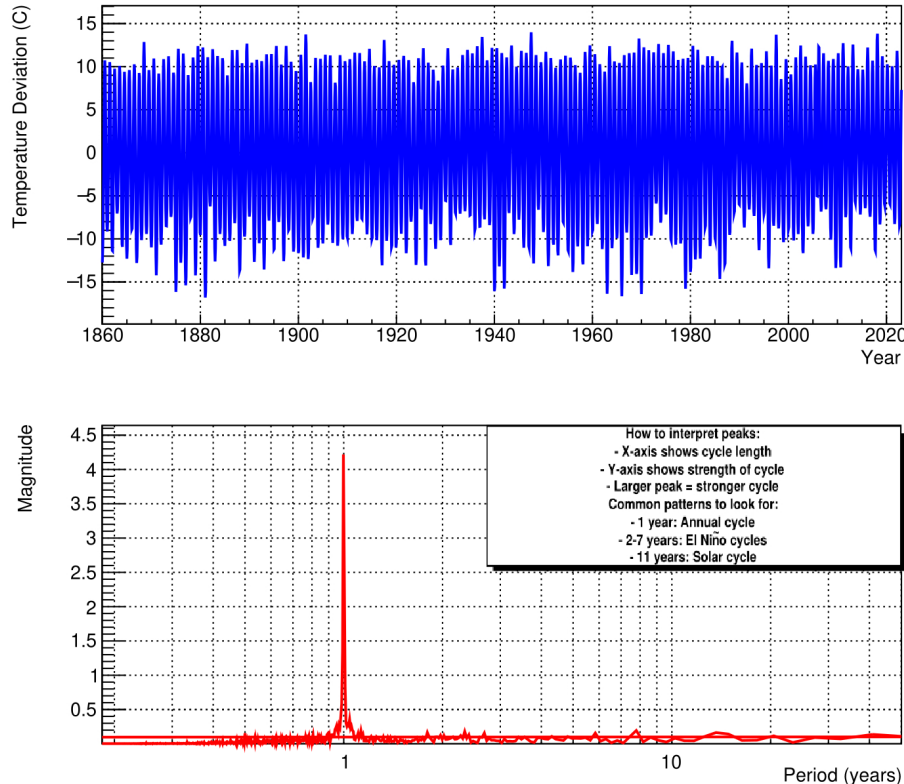 Temperature Deviation (C)
15
10
5
0
−5
−10
−15
1860 1880 1900 1920 1940 1960 1980 2000 2020
Year
Magnitude
4.5
4
3.5
3
2.5
2
1.5
1
0.5
How to interpret peaks:
- X-axis shows cycle length
- Y-axis shows strength of cycle
- Larger peak = stronger cycle
Common patterns to look for:
- 1 year: Annual cycle
- 2-7 years: El Niño cycles
- 11 years: Solar cycle
1 10
Period (years)